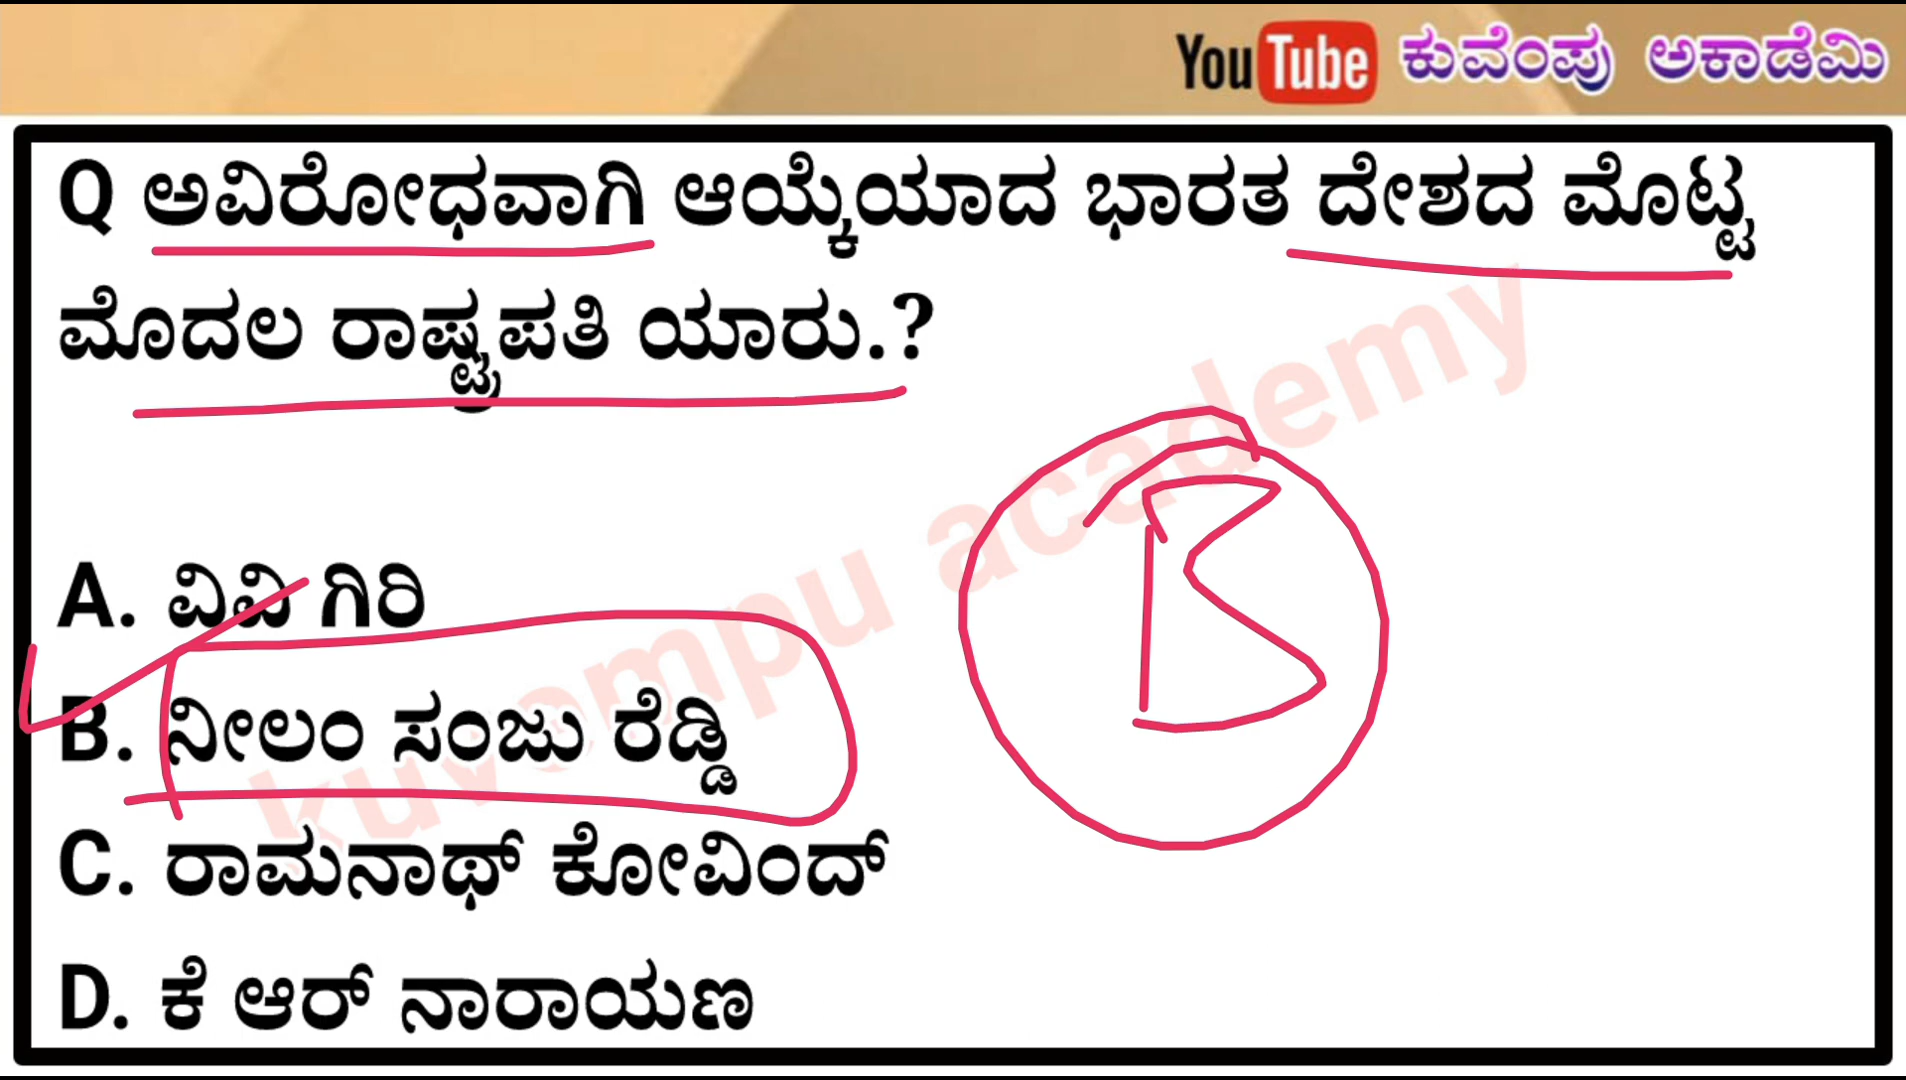 YouTube ಕುವೆಂಪು ಅಕಾಡೆಮಿ
Q ಅವಿರೋಧವಾಗಿ ಆಯ್ಕೆಯಾದ ಭಾರತ ದೇಶದ ಮೊಟ್ಟ
ಮೊದಲ ರಾಷ್ಟ್ರಪತಿ ಯಾರು.?
A. ವಿವಿ ಗಿರಿ
B. ನೀಲಂ ಸಂಜು ರೆಡ್ಡಿ
C. ರಾಮನಾಥ್ ಕೋವಿಂದ್
D. ಕೆ ಆರ್ ನಾರಾಯಣ
B
kuvempu academy